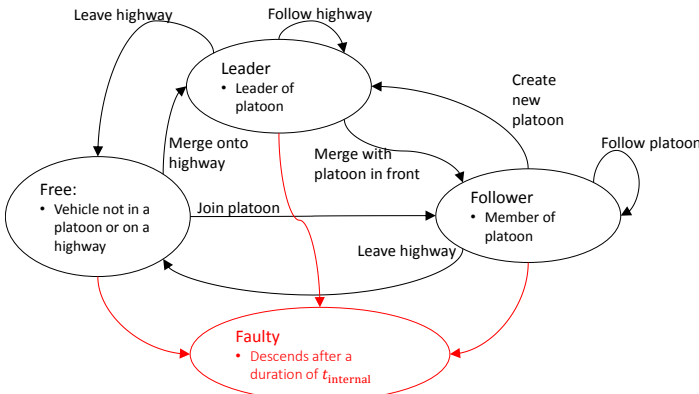 Follow highway
Leave highway
Leader
• Leader of
platoon
Create
new
platoon
Merge onto
highway
Merge with
platoon in front
Follow platoon
Free:
• Vehicle not in a
platoon or on a
highway
Join platoon
Follower
• Member of
platoon
Leave highway
Faulty
• Descends after a
duration of t_internal